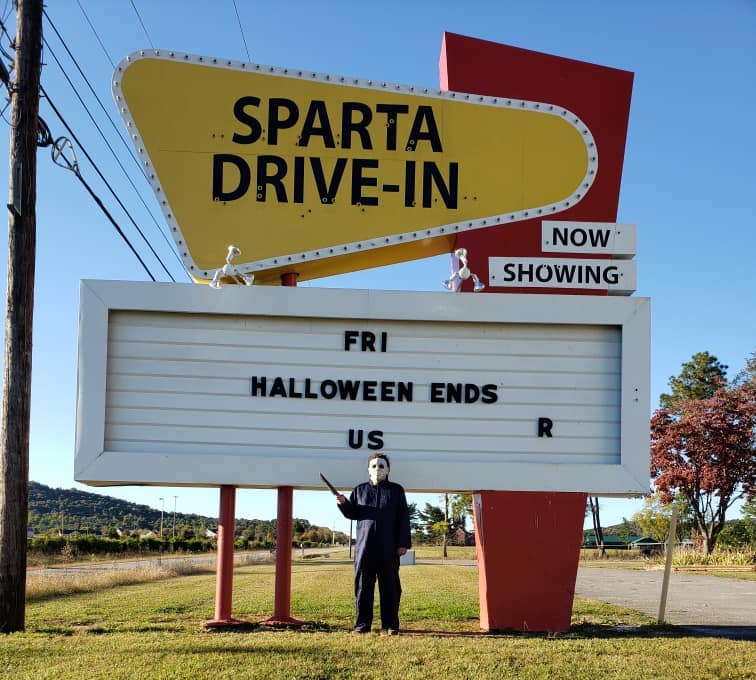 SPARTA
DRIVE-IN
NOW
SHOWING
FRI
HALLOWEEN ENDS
R
US